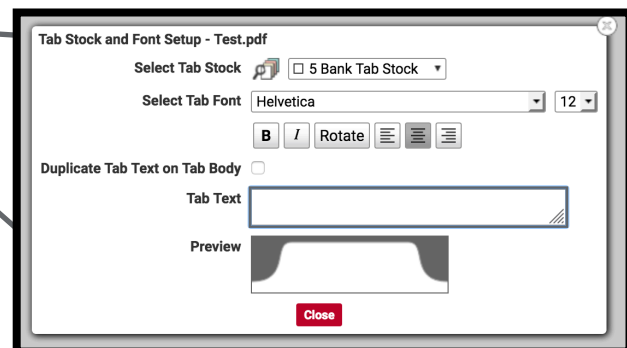 Tab Stock and Font Setup - Test.pdf
Select Tab Stock 5 Bank Tab Stock
Select Tab Font Helvetica 12
B I Rotate
Duplicate Tab Text on Tab Body
Tab Text
Preview
Close